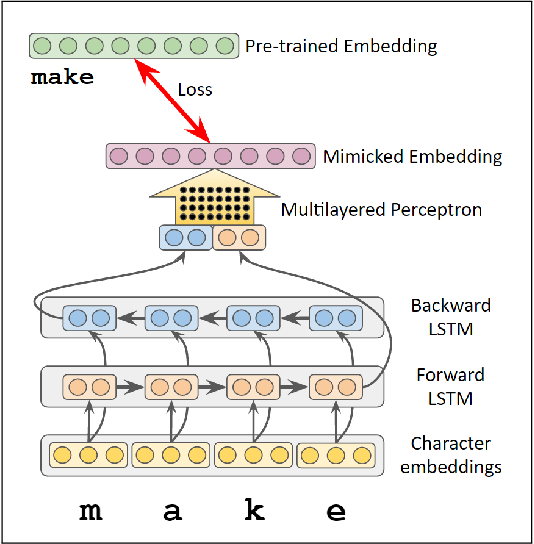 Pre-trained Embedding
make
Loss
Mimicked Embedding
Multilayered Perceptron
Backward
LSTM
Forward
LSTM
Character
embeddings
m a k e